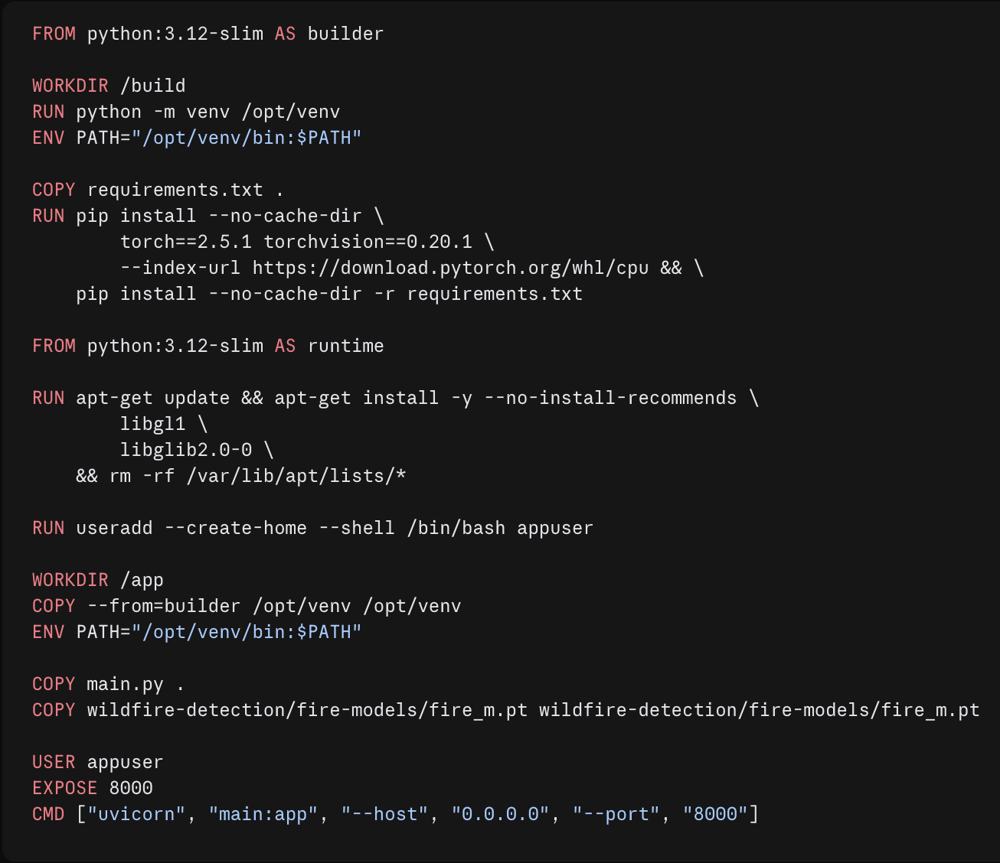 FROM python:3.12-slim AS builder
WORKDIR /build
RUN python -m venv /opt/venv
ENV PATH="/opt/venv/bin:$PATH"
COPY requirements.txt .
RUN pip install --no-cache-dir \
        torch==2.5.1 torchvision==0.20.1 \
        --index-url https://download.pytorch.org/whl/cpu && \
    pip install --no-cache-dir -r requirements.txt
FROM python:3.12-slim AS runtime
RUN apt-get update && apt-get install -y --no-install-recommends \
        libgl1 \
        libglib2.0-0 \
    && rm -rf /var/lib/apt/lists/*
RUN useradd --create-home --shell /bin/bash appuser
WORKDIR /app
COPY --from=builder /opt/venv /opt/venv
ENV PATH="/opt/venv/bin:$PATH"
COPY main.py .
COPY wildfire-detection/fire-models/fire_m.pt wildfire-detection/fire-models/fire_m.pt
USER appuser
EXPOSE 8000
CMD ["uvicorn", "main:app", "--host", "0.0.0.0", "--port", "8000"]